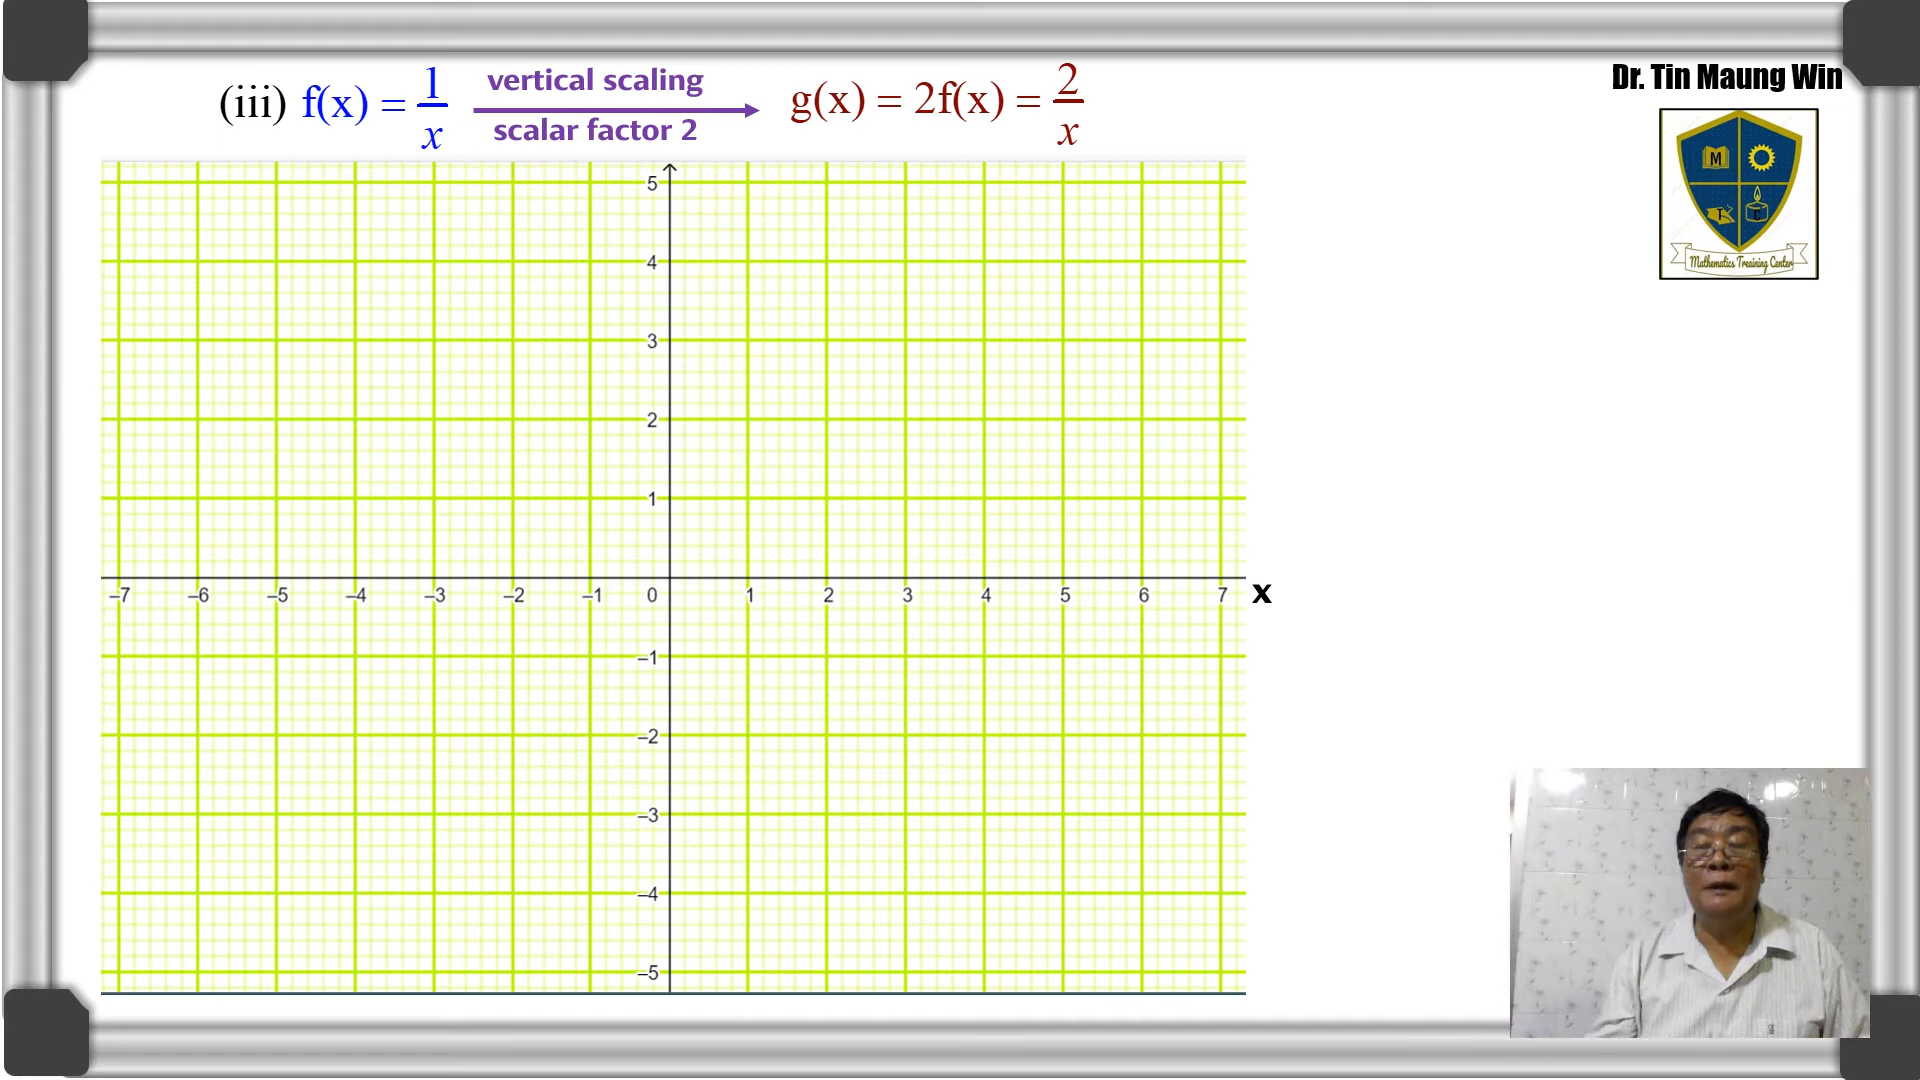 (iii) f(x) = 1/x vertical scaling scalar factor 2 g(x) = 2f(x) = 2/x
Dr. Tin Maung Win
M
T C
Mathematics Treaining Center
5
4
3
2
1
–7 –6 –5 –4 –3 –2 –1 0 1 2 3 4 5 6 7 x
–1
–2
–3
–4
–5